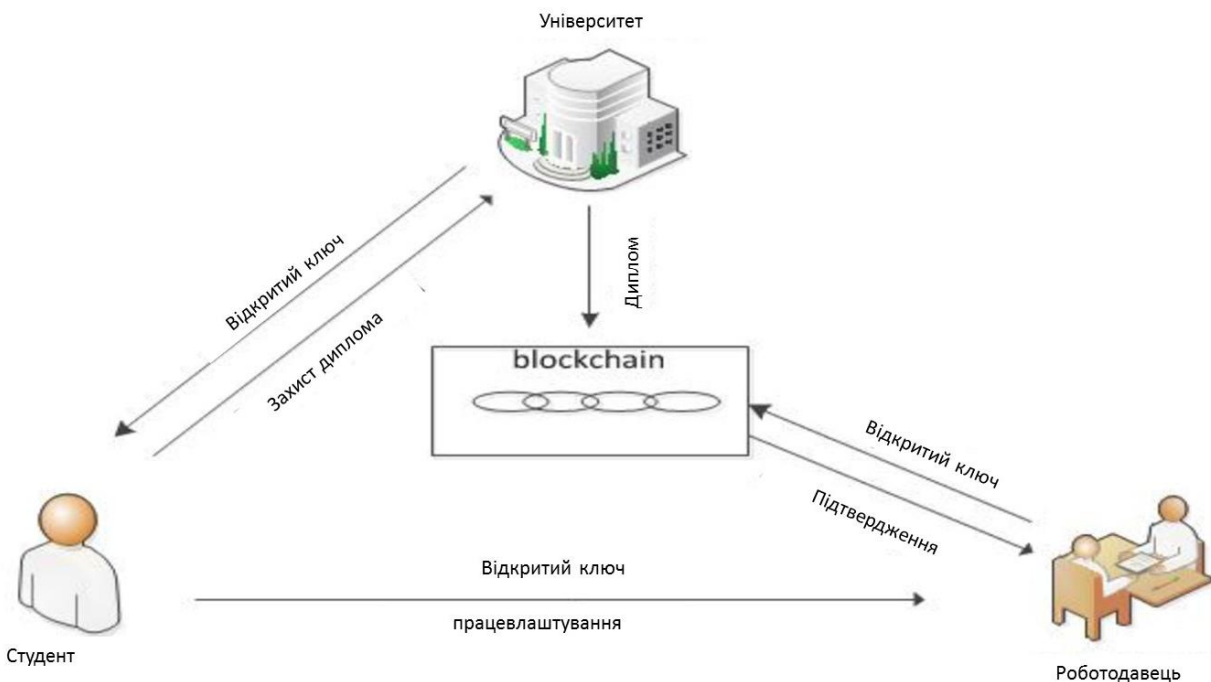 Університет
Відкритий ключ
Захист диплома
Диплом
blockchain
Відкритий ключ
Підтвердження
Відкритий ключ
працевлаштування
Студент
Роботодавець